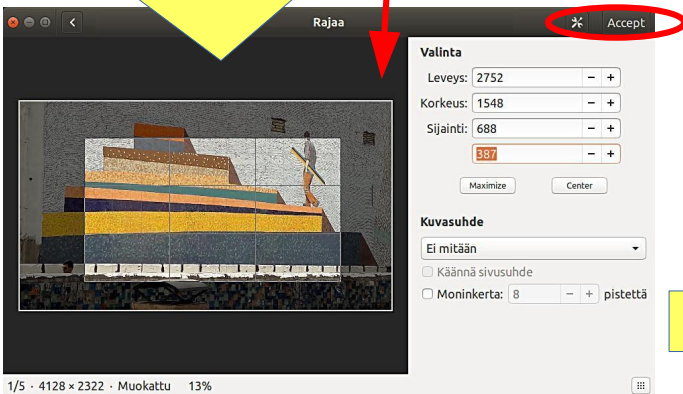 Rajaa
Accept
Valinta
Leveys: 2752 - +
Korkeus: 1548 - +
Sijainti: 688 - +
387 - +
Maximize Center
Kuvasuhde
Ei mitään
Käännä sivusuhde
Moninkerta: 8 - + pistettä
1/5 · 4128 × 2322 · Muokattu 13%